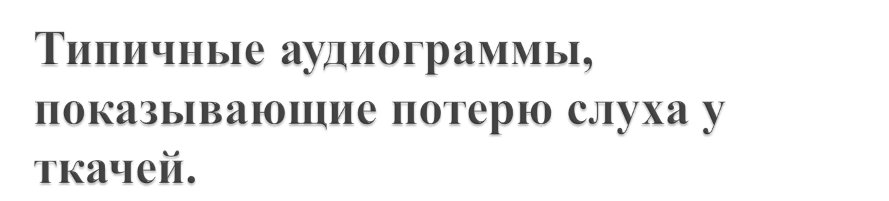 Типичные аудиограммы,
показывающие потерю слуха у
ткачей.